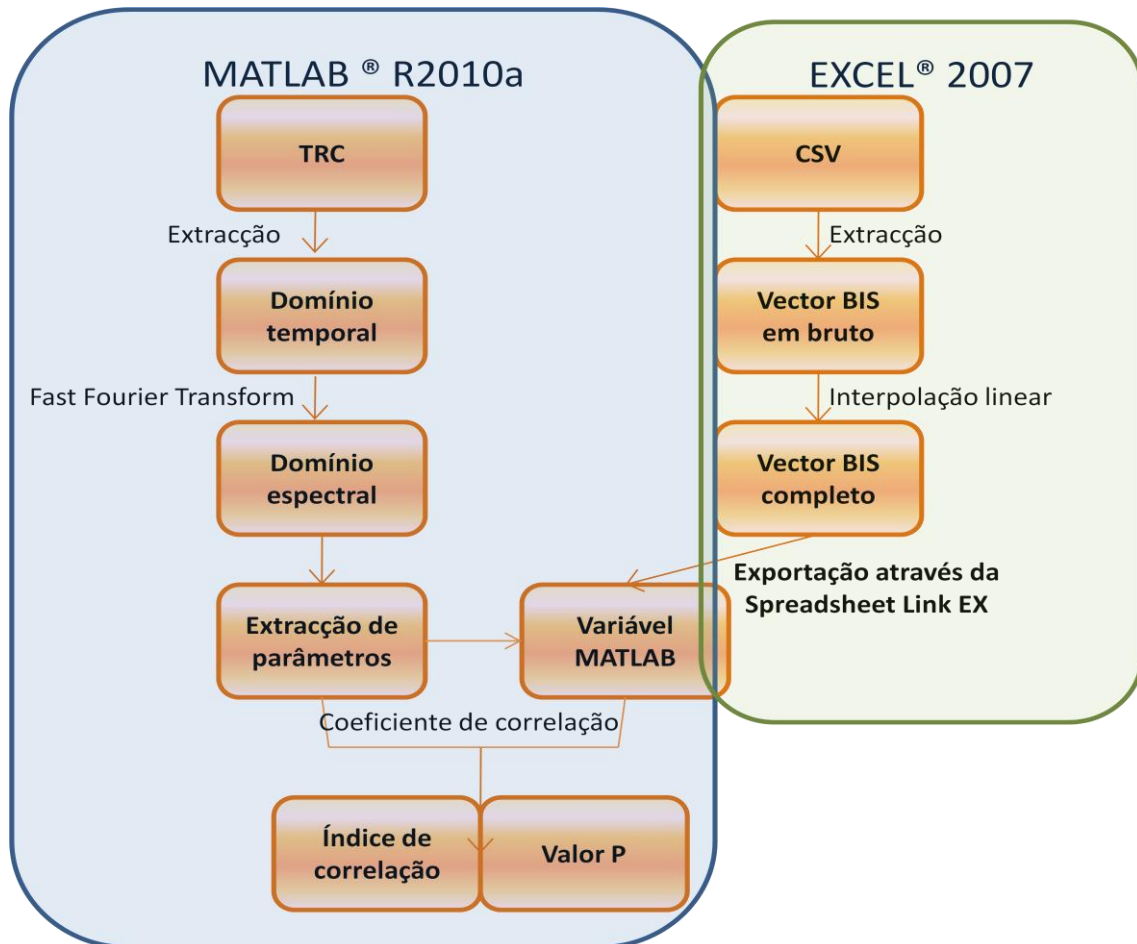 MATLAB ® R2010a
TRC
Extracção
Domínio
temporal
Fast Fourier Transform
Domínio
espectral
Extracção de
parâmetros
EXCEL® 2007
CSV
Extracção
Vector BIS
em bruto
Interpolação linear
Vector BIS
completo
Exportação através da
Spreadsheet Link EX
Variável
MATLAB
Coeficiente de correlação
Índice de
correlação
Valor P